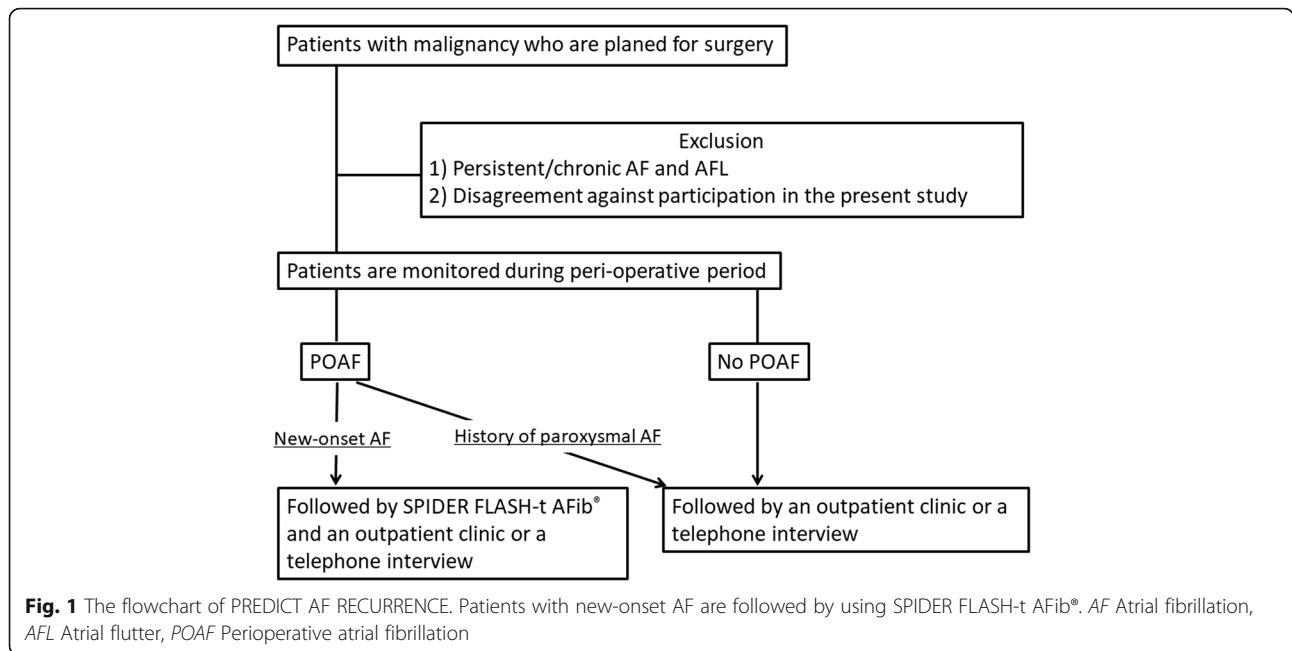 Patients with malignancy who are planed for surgery
Exclusion
1) Persistent/chronic AF and AFL
2) Disagreement against participation in the present study
Patients are monitored during peri-operative period
POAF
No POAF
New-onset AF
History of paroxysmal AF
Followed by SPIDER FLASH-t AFib®
and an outpatient clinic or a
telephone interview
Followed by an outpatient clinic or a
telephone interview
Fig. 1 The flowchart of PREDICT AF RECURRENCE. Patients with new-onset AF are followed by using SPIDER FLASH-t AFib®. AF Atrial fibrillation,
AFL Atrial flutter, POAF Perioperative atrial fibrillation